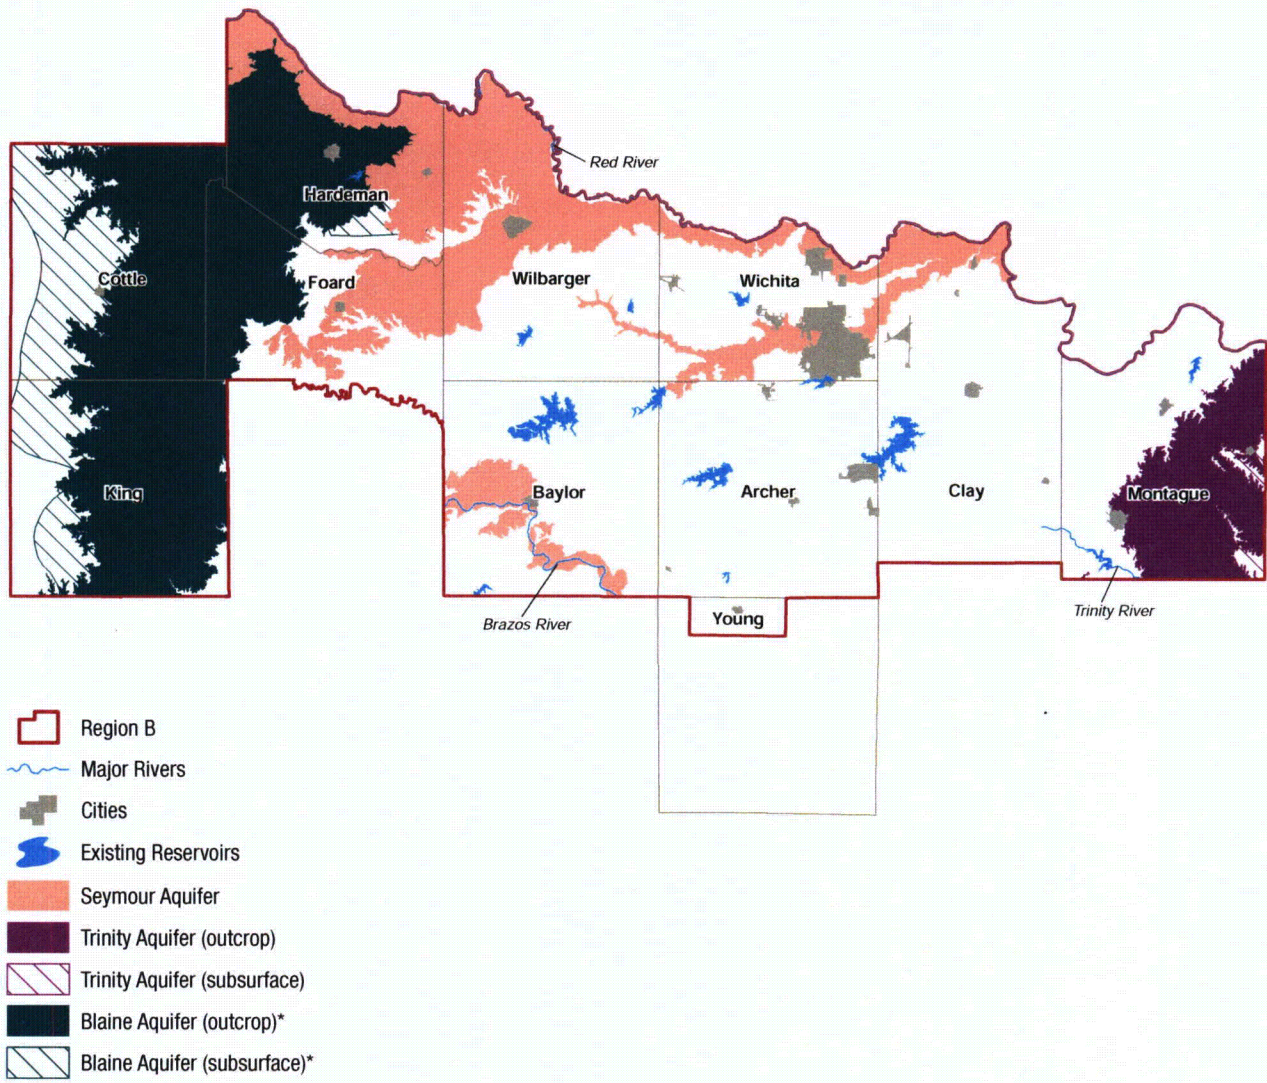 Red River
Hardeman
Cottle
Foard
Wilbarger
Wichita
King
Baylor
Archer
Clay
Montague
Brazos River
Young
Trinity River
Region B
Major Rivers
Cities
Existing Reservoirs
Seymour Aquifer
Trinity Aquifer (outcrop)
Trinity Aquifer (subsurface)
Blaine Aquifer (outcrop)*
Blaine Aquifer (subsurface)*